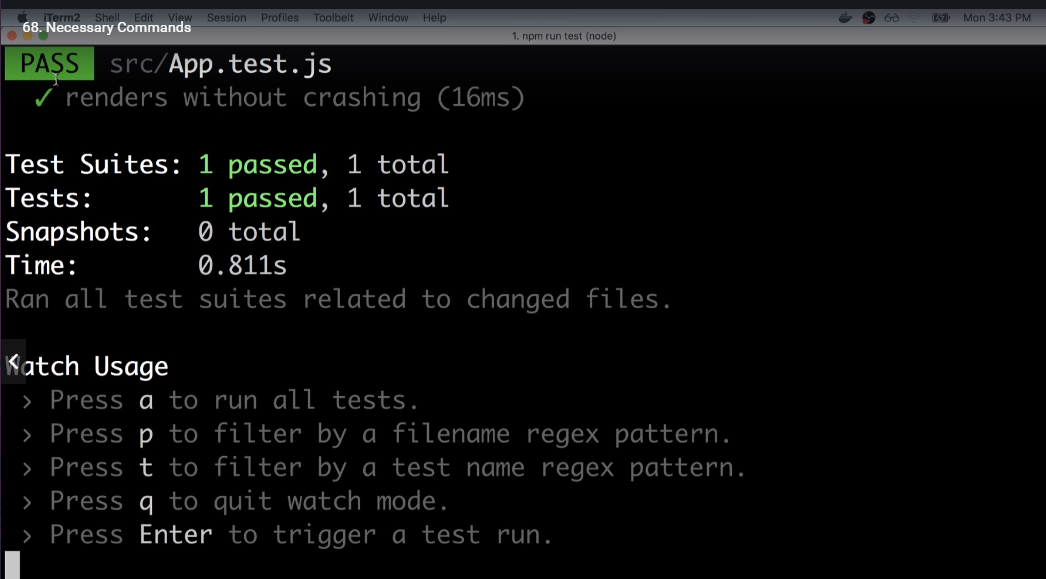 iTerm2 Shell Edit View Session Profiles Toolbelt Window Help Mon 3:43 PM
68. Necessary Commands
1. npm run test (node)
PASS src/App.test.js
✓ renders without crashing (16ms)
Test Suites: 1 passed, 1 total
Tests: 1 passed, 1 total
Snapshots: 0 total
Time: 0.811s
Ran all test suites related to changed files.
Watch Usage
› Press a to run all tests.
› Press p to filter by a filename regex pattern.
› Press t to filter by a test name regex pattern.
› Press q to quit watch mode.
› Press Enter to trigger a test run.